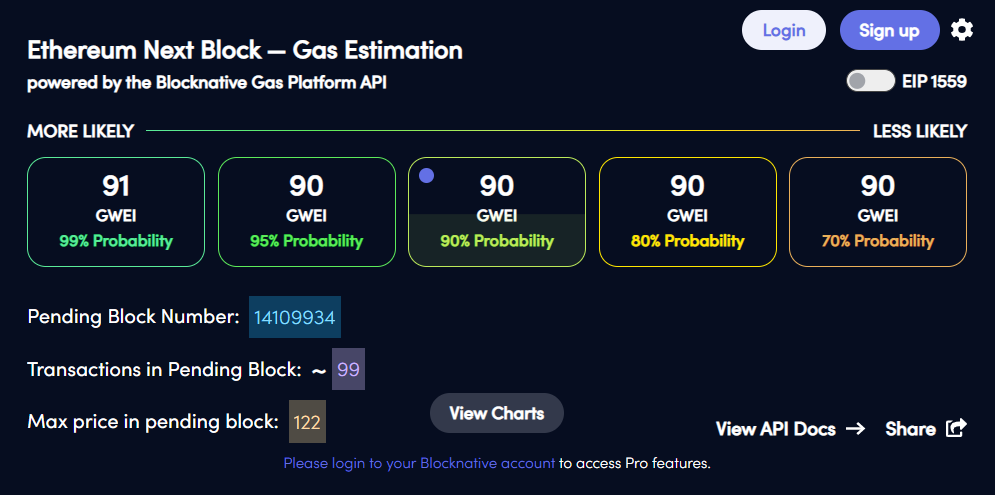 Login
Sign up
Ethereum Next Block — Gas Estimation
powered by the Blocknative Gas Platform API
EIP 1559
MORE LIKELY
LESS LIKELY
91
GWEI
99% Probability
90
GWEI
95% Probability
90
GWEI
90% Probability
90
GWEI
80% Probability
90
GWEI
70% Probability
Pending Block Number: 14109934
Transactions in Pending Block: ~ 99
Max price in pending block: 122
View Charts
View API Docs →
Share
Please login to your Blocknative account to access Pro features.